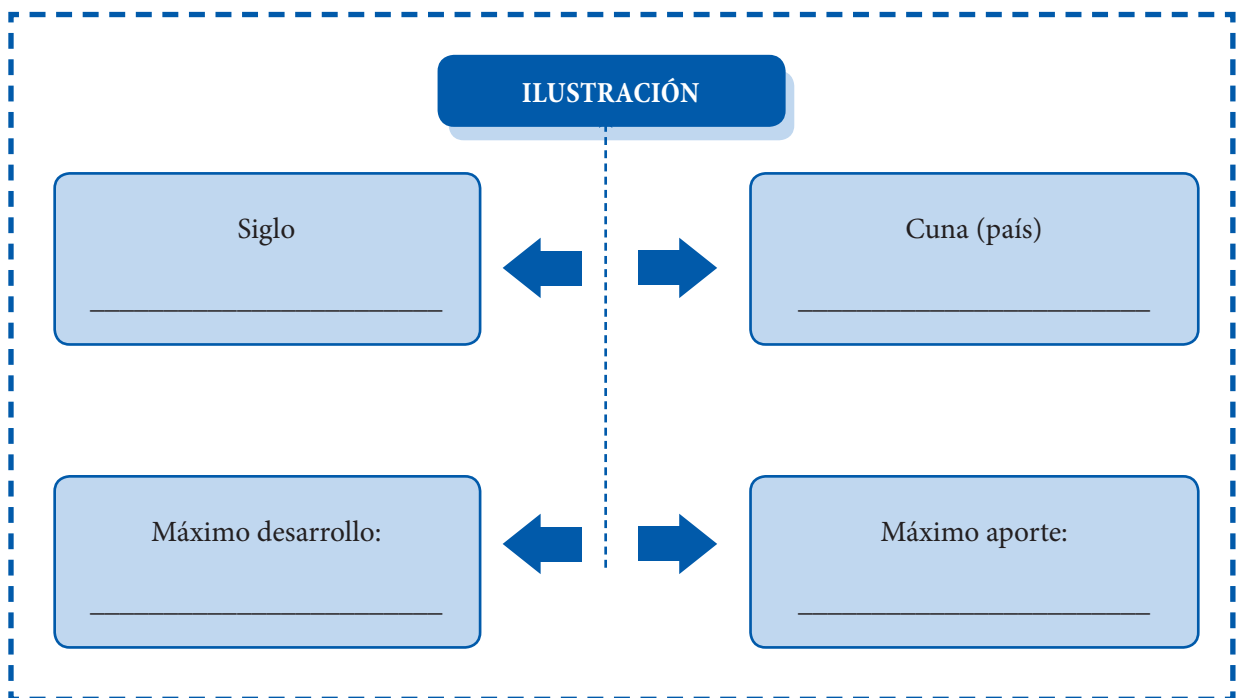 ILUSTRACIÓN
Siglo
Cuna (país)
Máximo desarrollo:
Máximo aporte: